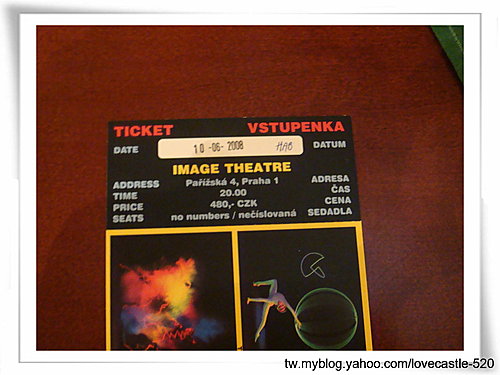 TICKET VSTUPENKA
DATE 10 -06- 2008 DATUM
IMAGE THEATRE
ADDRESS Pařížská 4, Praha 1 ADRESA
TIME 20.00 ČAS
PRICE 480,- CZK CENA
SEATS no numbers / nečíslovaná SEDADLA
tw.myblog.yahoo.com/lovecastle-520